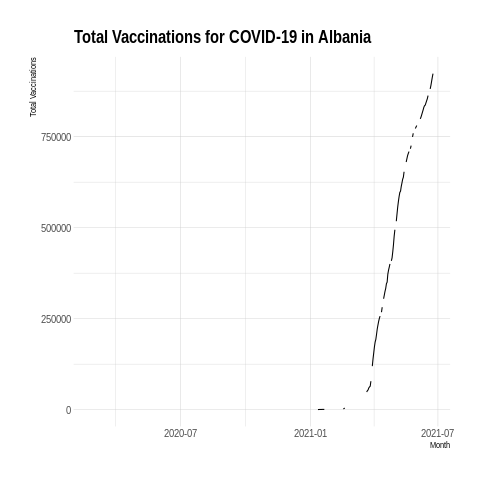 Total Vaccinations for COVID-19 in Albania
Total Vaccinations
750000
500000
250000
0
2020-07
2021-01
2021-07
Month